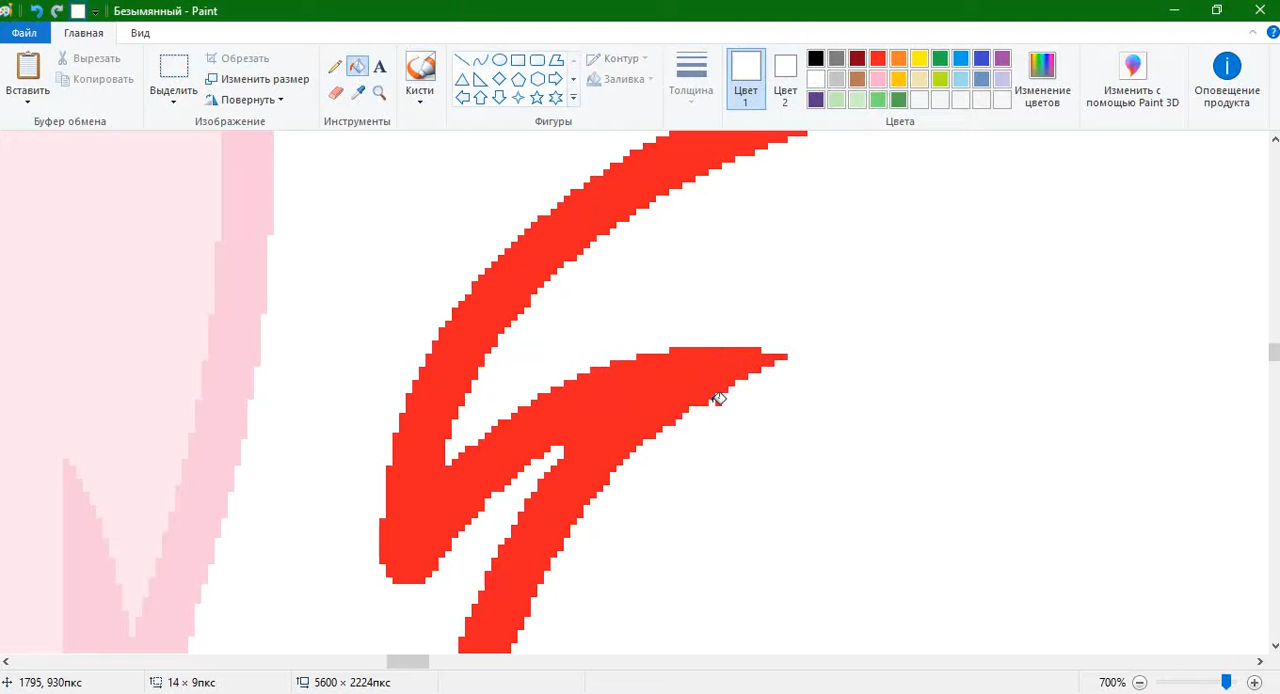 Безымянный - Paint
Файл
Главная
Вид
Вставить
Вырезать
Копировать
Буфер обмена
Выделить
Обрезать
Изменить размер
Повернуть
Изображение
A
Инструменты
Кисти
Контур
Заливка
Фигуры
Толщина
Цвет
1
Цвет
2
Изменение
цветов
Цвета
Изменить с
помощью Paint 3D
Оповещение
продукта
1795, 930пкс
14 × 9пкс
5600 × 2224пкс
700%